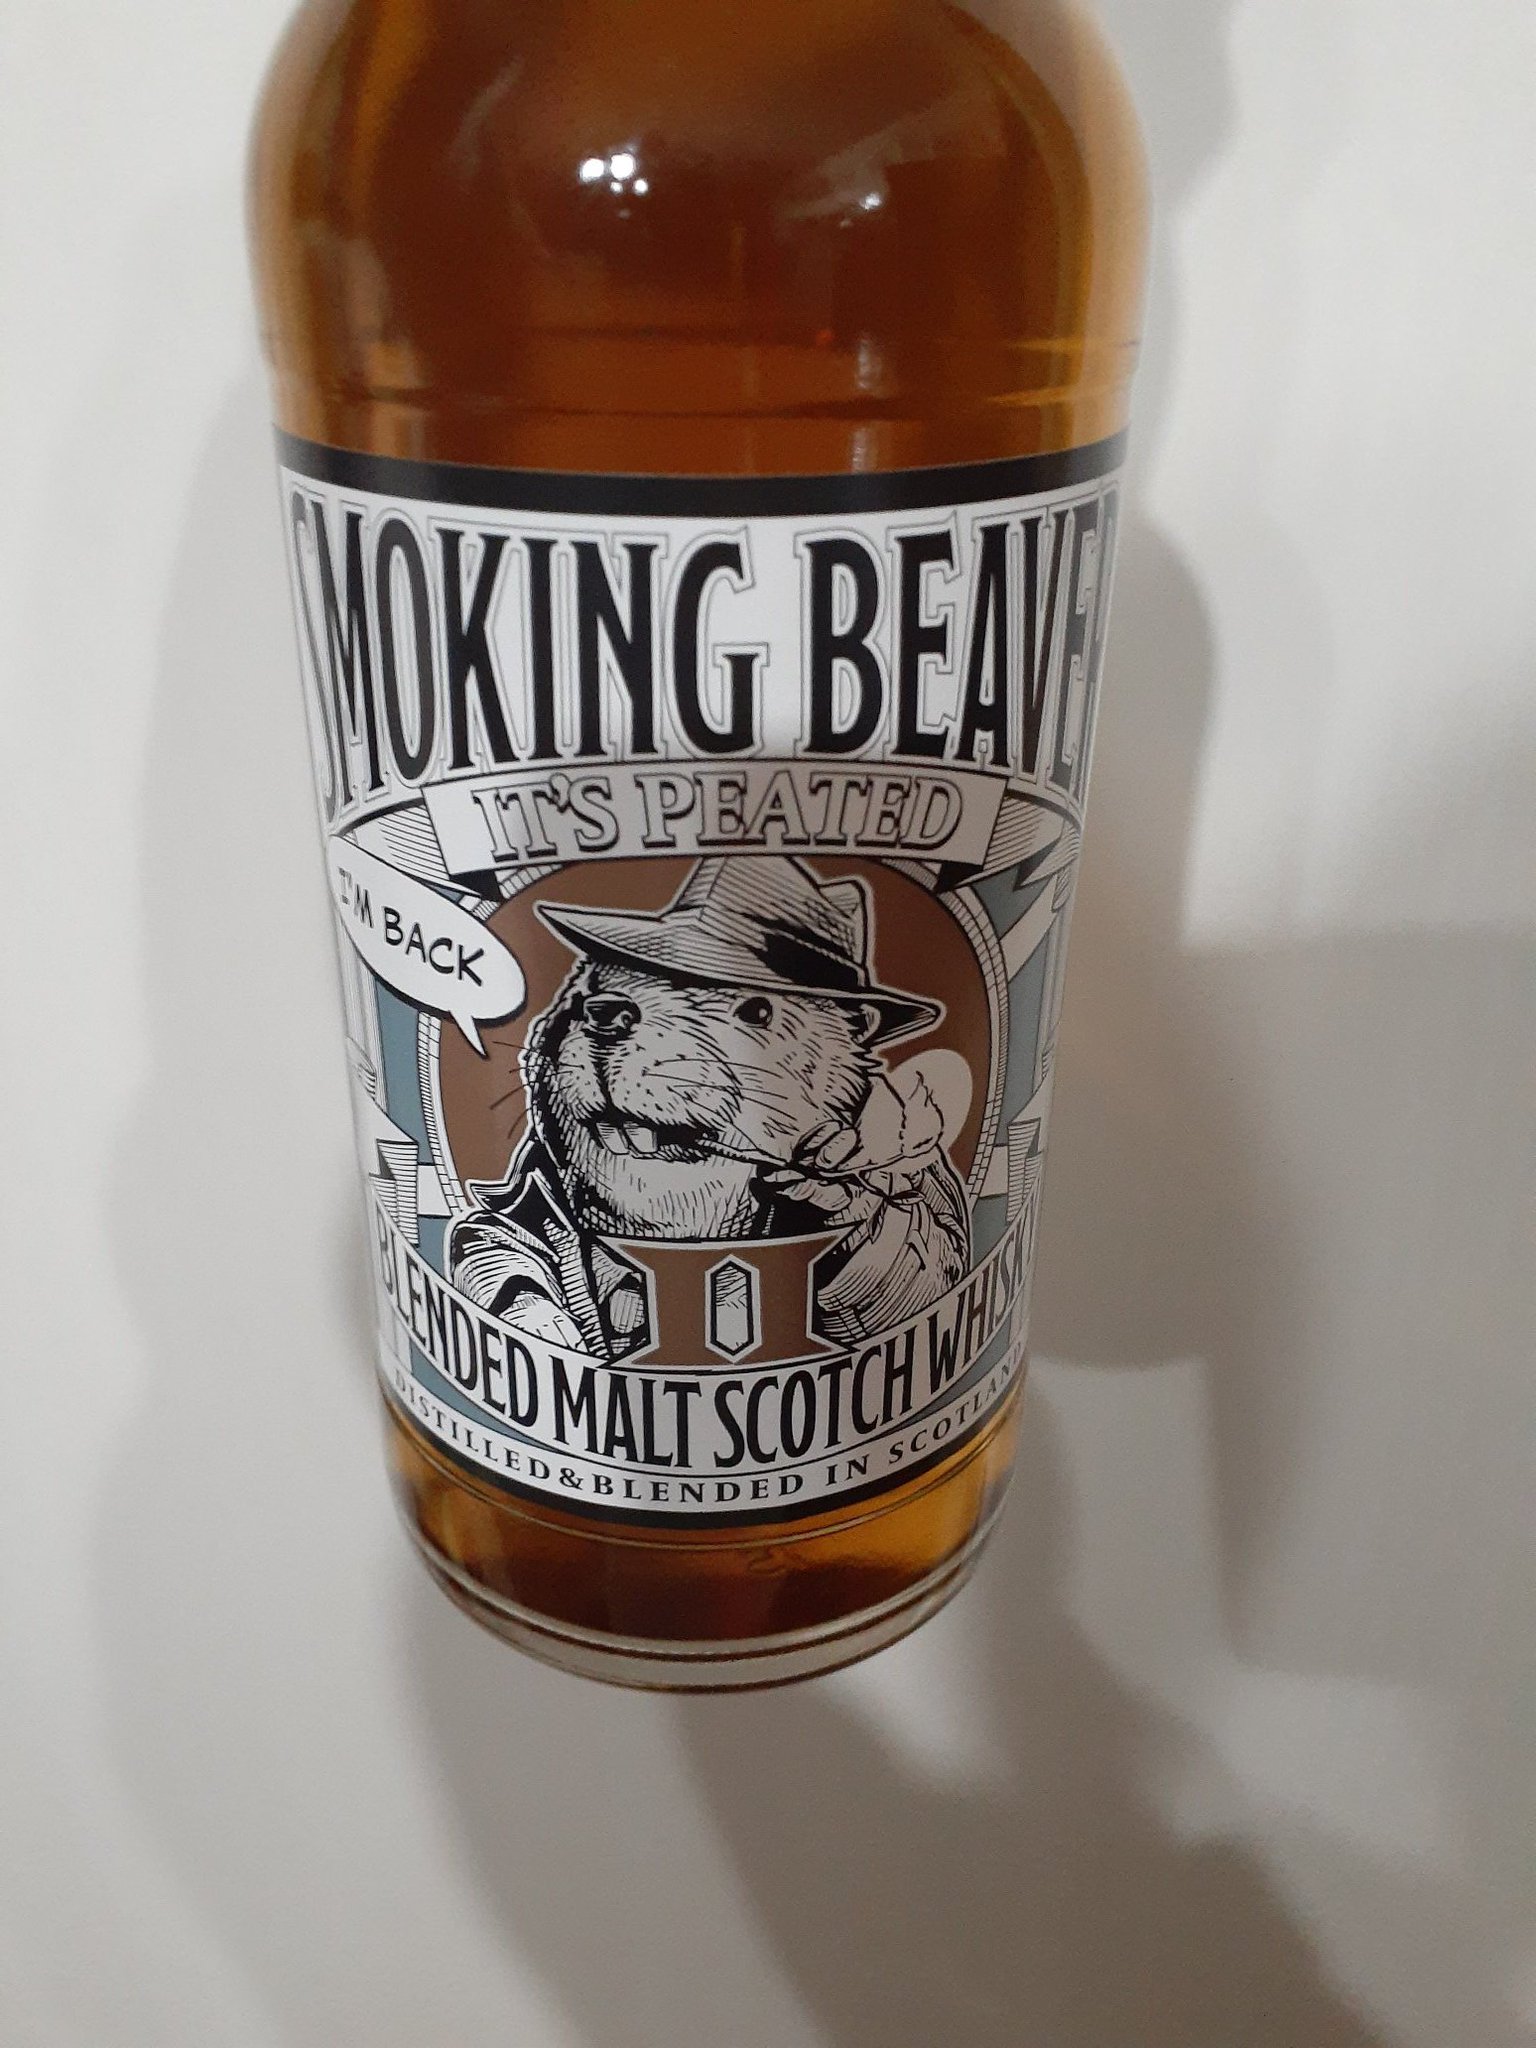 SMOKING BEAVER
IT'S PEATED
I'M BACK
II
BLENDED MALT SCOTCH WHISKY
DISTILLED & BLENDED IN SCOTLAND